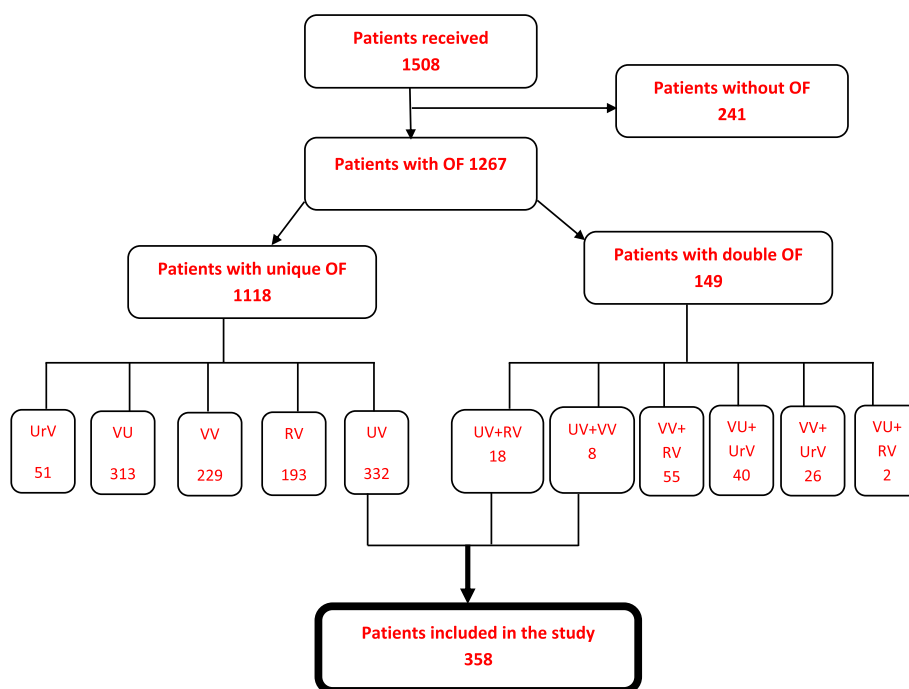 Patients received
1508
Patients without OF
241
Patients with OF 1267
Patients with unique OF
1118
Patients with double OF
149
UrV
51
VU
313
VV
229
RV
193
UV
332
UV+RV
18
UV+VV
8
VV+
RV
55
VU+
UrV
40
VV+
UrV
26
VU+
RV
2
Patients included in the study
358